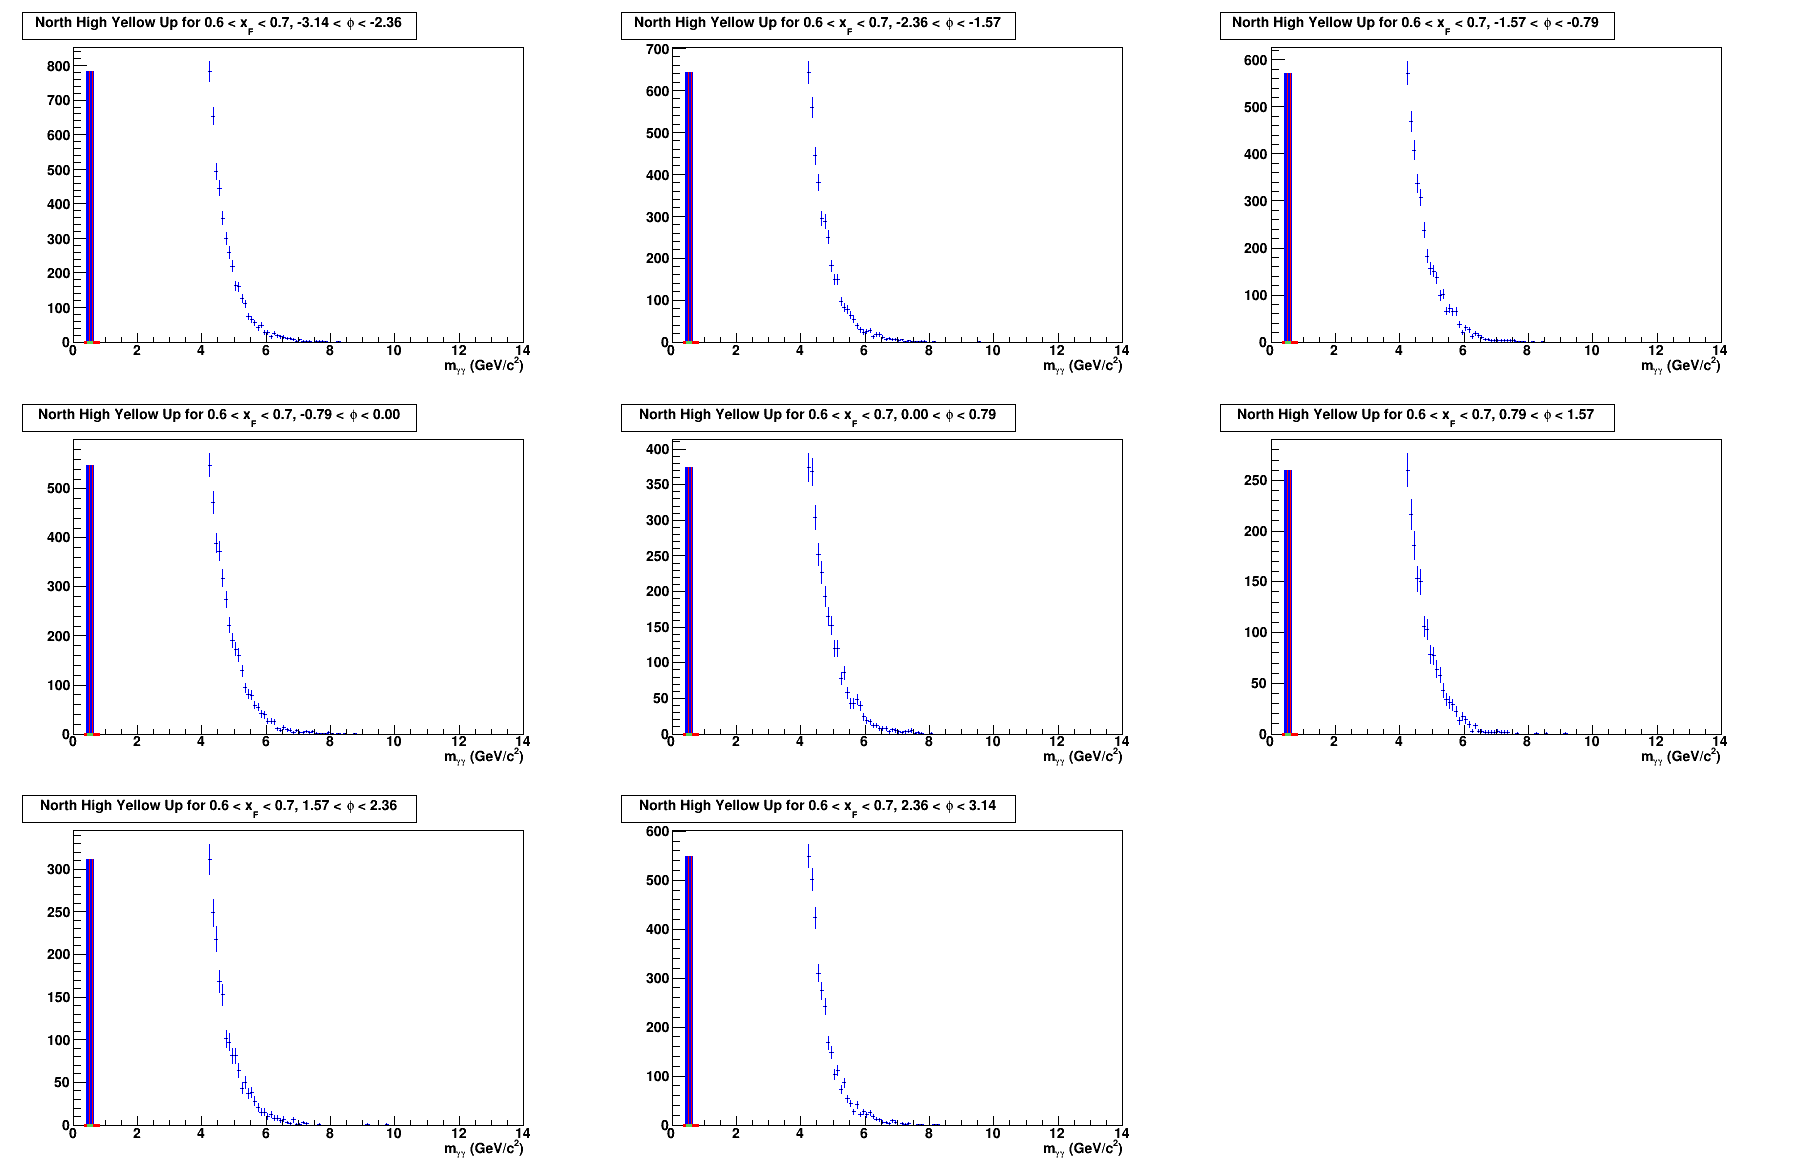 North High Yellow Up for 0.6 < x_F < 0.7, -3.14 < ϕ < -2.36
800
700
600
500
400
300
200
100
0
0 2 4 6 8 10 12 14
m_γγ (GeV/c²)
North High Yellow Up for 0.6 < x_F < 0.7, -2.36 < ϕ < -1.57
700
600
500
400
300
200
100
0
0 2 4 6 8 10 12 14
m_γγ (GeV/c²)
North High Yellow Up for 0.6 < x_F < 0.7, -1.57 < ϕ < -0.79
600
500
400
300
200
100
0
0 2 4 6 8 10 12 14
m_γγ (GeV/c²)
North High Yellow Up for 0.6 < x_F < 0.7, -0.79 < ϕ < 0.00
500
400
300
200
100
0
0 2 4 6 8 10 12 14
m_γγ (GeV/c²)
North High Yellow Up for 0.6 < x_F < 0.7, 0.00 < ϕ < 0.79
400
350
300
250
200
150
100
50
0
0 2 4 6 8 10 12 14
m_γγ (GeV/c²)
North High Yellow Up for 0.6 < x_F < 0.7, 0.79 < ϕ < 1.57
250
200
150
100
50
0
0 2 4 6 8 10 12 14
m_γγ (GeV/c²)
North High Yellow Up for 0.6 < x_F < 0.7, 1.57 < ϕ < 2.36
300
250
200
150
100
50
0
0 2 4 6 8 10 12 14
m_γγ (GeV/c²)
North High Yellow Up for 0.6 < x_F < 0.7, 2.36 < ϕ < 3.14
600
500
400
300
200
100
0
0 2 4 6 8 10 12 14
m_γγ (GeV/c²)